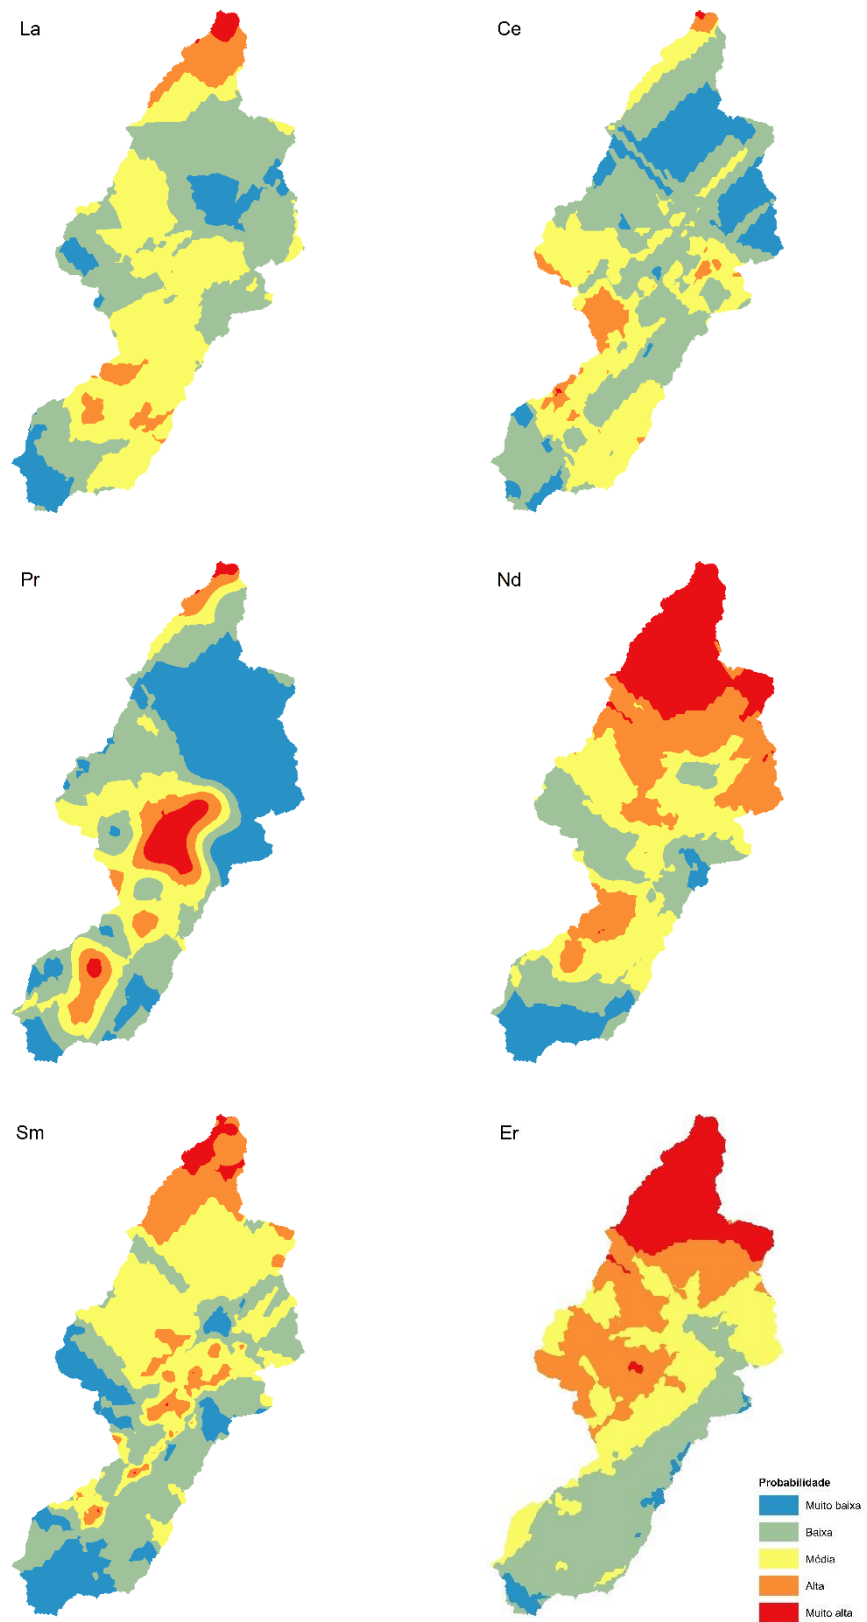 La
Ce
Pr
Nd
Sm
Er
Probabilidade
Muito baixa
Baixa
Média
Alta
Muito alta